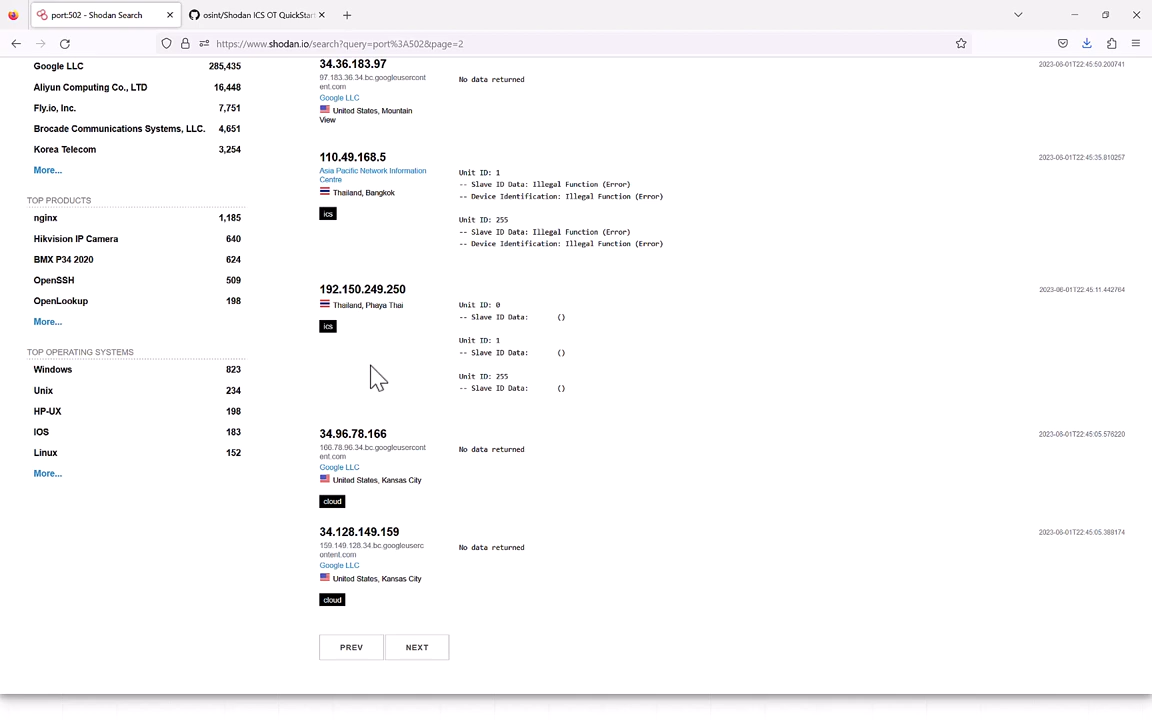 port:502 - Shodan Search
osint/Shodan ICS OT QuickStart
https://www.shodan.io/search?query=port%3A502&page=2
Google LLC 285,435
Aliyun Computing Co., LTD 16,448
Fly.io, Inc. 7,751
Brocade Communications Systems, LLC. 4,651
Korea Telecom 3,254
More...
TOP PRODUCTS
nginx 1,185
Hikvision IP Camera 640
BMX P34 2020 624
OpenSSH 509
OpenLookup 198
More...
TOP OPERATING SYSTEMS
Windows 823
Unix 234
HP-UX 198
IOS 183
Linux 152
More...
34.36.183.97
97.183.36.34.bc.googleusercont
ent.com
Google LLC
United States, Mountain
View
No data returned
2023-06-01T22:45:50.200741
110.49.168.5
Asia Pacific Network Information
Centre
Thailand, Bangkok
ics
Unit ID: 1
-- Slave ID Data: Illegal Function (Error)
-- Device Identification: Illegal Function (Error)
Unit ID: 255
-- Slave ID Data: Illegal Function (Error)
-- Device Identification: Illegal Function (Error)
2023-06-01T22:45:35.810257
192.150.249.250
Thailand, Phaya Thai
ics
Unit ID: 0
-- Slave ID Data: ()
Unit ID: 1
-- Slave ID Data: ()
Unit ID: 255
-- Slave ID Data: ()
2023-06-01T22:45:11.442764
34.96.78.166
166.78.96.34.bc.googleusercont
ent.com
Google LLC
United States, Kansas City
cloud
No data returned
2023-06-01T22:45:05.576220
34.128.149.159
159.149.128.34.bc.googleuserc
ontent.com
Google LLC
United States, Kansas City
cloud
No data returned
2023-06-01T22:45:05.388174
PREV NEXT